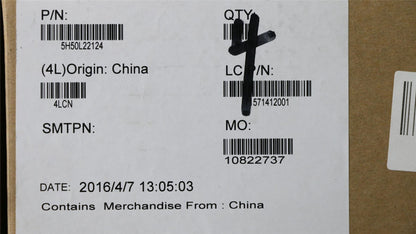 P/N:
QTY
4
5H50L22124
(4L)Origin: China
LC P/N:
4LCN
571412001
SMTPN:
MO:
10822737
DATE: 2016/4/7 13:05:03
Contains Merchandise From : China